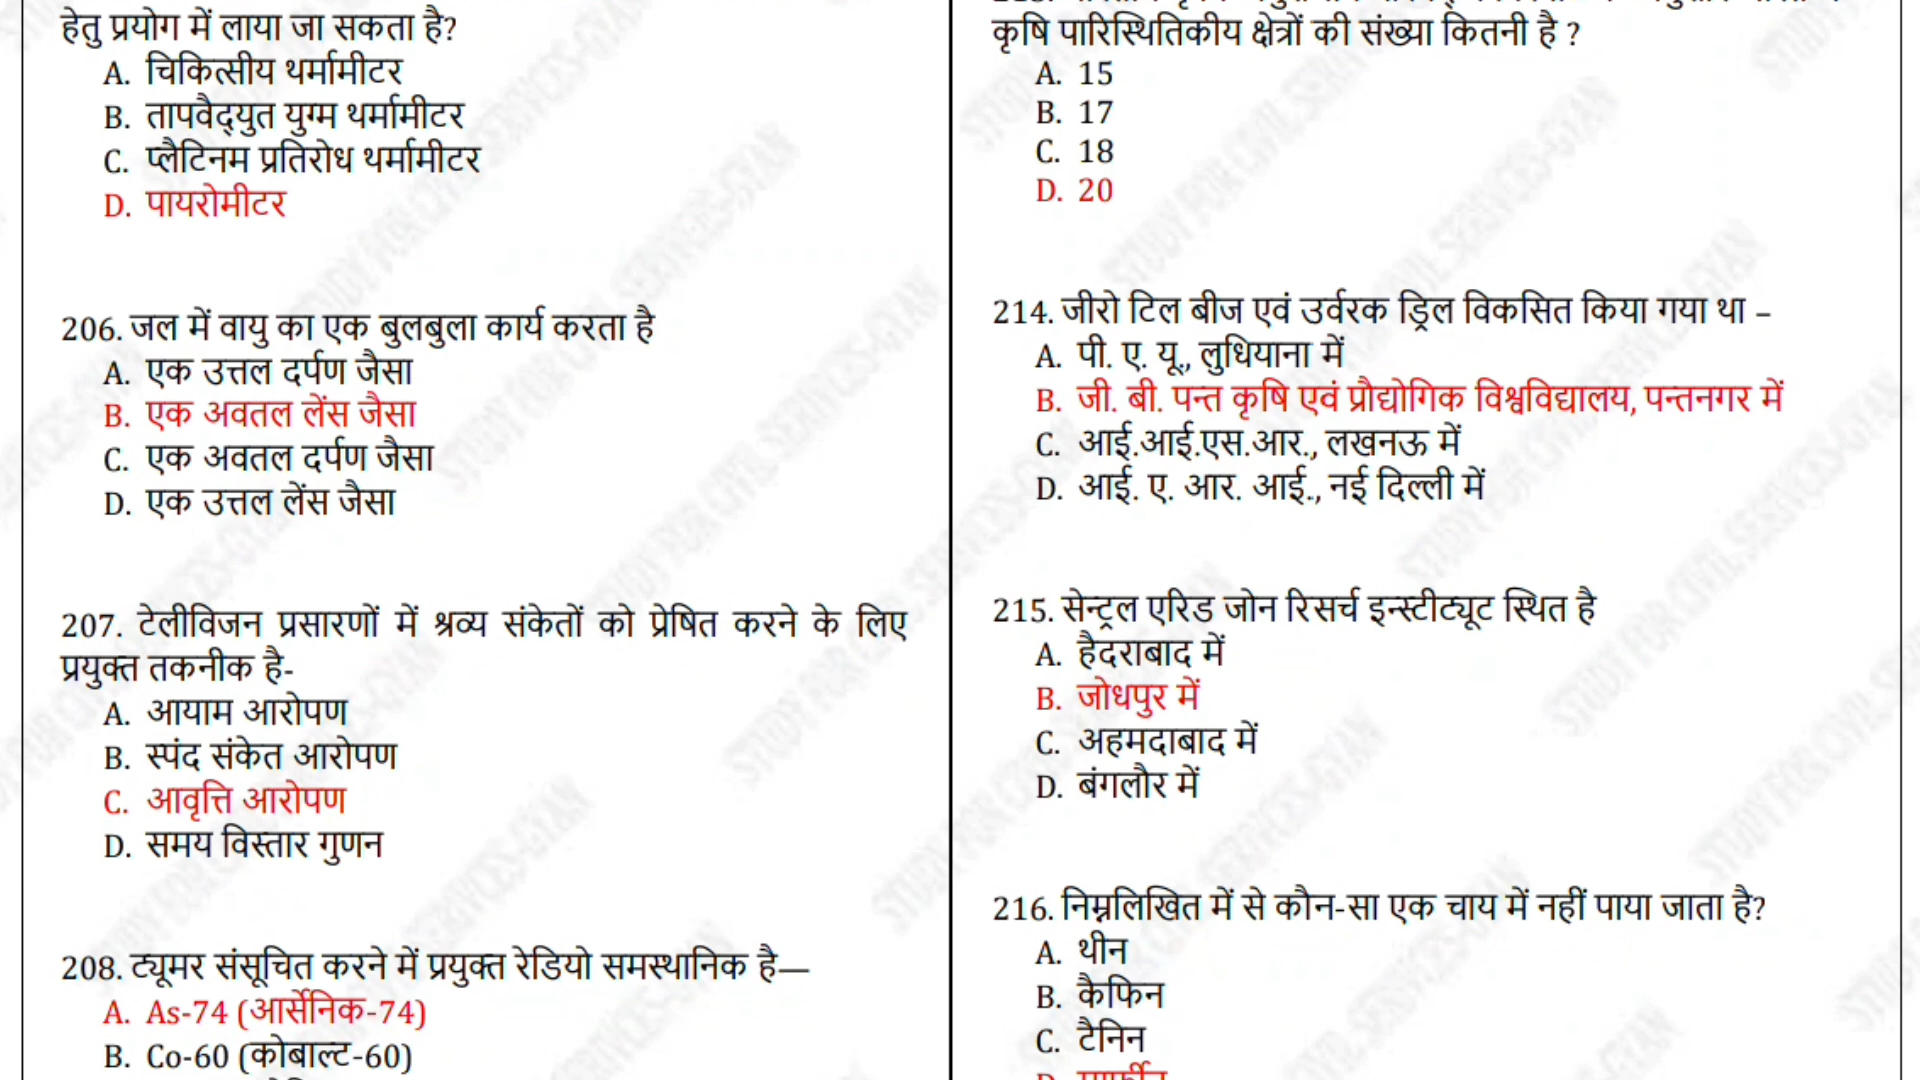 हेतु प्रयोग में लाया जा सकता है?
A. चिकित्सीय थर्मामीटर
B. तापवैद्युत युग्म थर्मामीटर
C. प्लैटिनम प्रतिरोध थर्मामीटर
D. पायरोमीटर
206. जल में वायु का एक बुलबुला कार्य करता है
A. एक उत्तल दर्पण जैसा
B. एक अवतल लेंस जैसा
C. एक अवतल दर्पण जैसा
D. एक उत्तल लेंस जैसा
207. टेलीविजन प्रसारणों में श्रव्य संकेतों को प्रेषित करने के लिए
प्रयुक्त तकनीक है-
A. आयाम आरोपण
B. स्पंद संकेत आरोपण
C. आवृत्ति आरोपण
D. समय विस्तार गुणन
208. ट्यूमर संसूचित करने में प्रयुक्त रेडियो समस्थानिक है—
A. As-74 (आर्सेनिक-74)
B. Co-60 (कोबाल्ट-60)
कृषि पारिस्थितिकीय क्षेत्रों की संख्या कितनी है ?
A. 15
B. 17
C. 18
D. 20
214. जीरो टिल बीज एवं उर्वरक ड्रिल विकसित किया गया था –
A. पी. ए. यू., लुधियाना में
B. जी. बी. पन्त कृषि एवं प्रौद्योगिक विश्वविद्यालय, पन्तनगर में
C. आई.आई.एस.आर., लखनऊ में
D. आई. ए. आर. आई., नई दिल्ली में
215. सेन्ट्रल एरिड जोन रिसर्च इन्स्टीट्यूट स्थित है
A. हैदराबाद में
B. जोधपुर में
C. अहमदाबाद में
D. बंगलौर में
216. निम्नलिखित में से कौन-सा एक चाय में नहीं पाया जाता है?
A. थीन
B. कैफिन
C. टैनिन